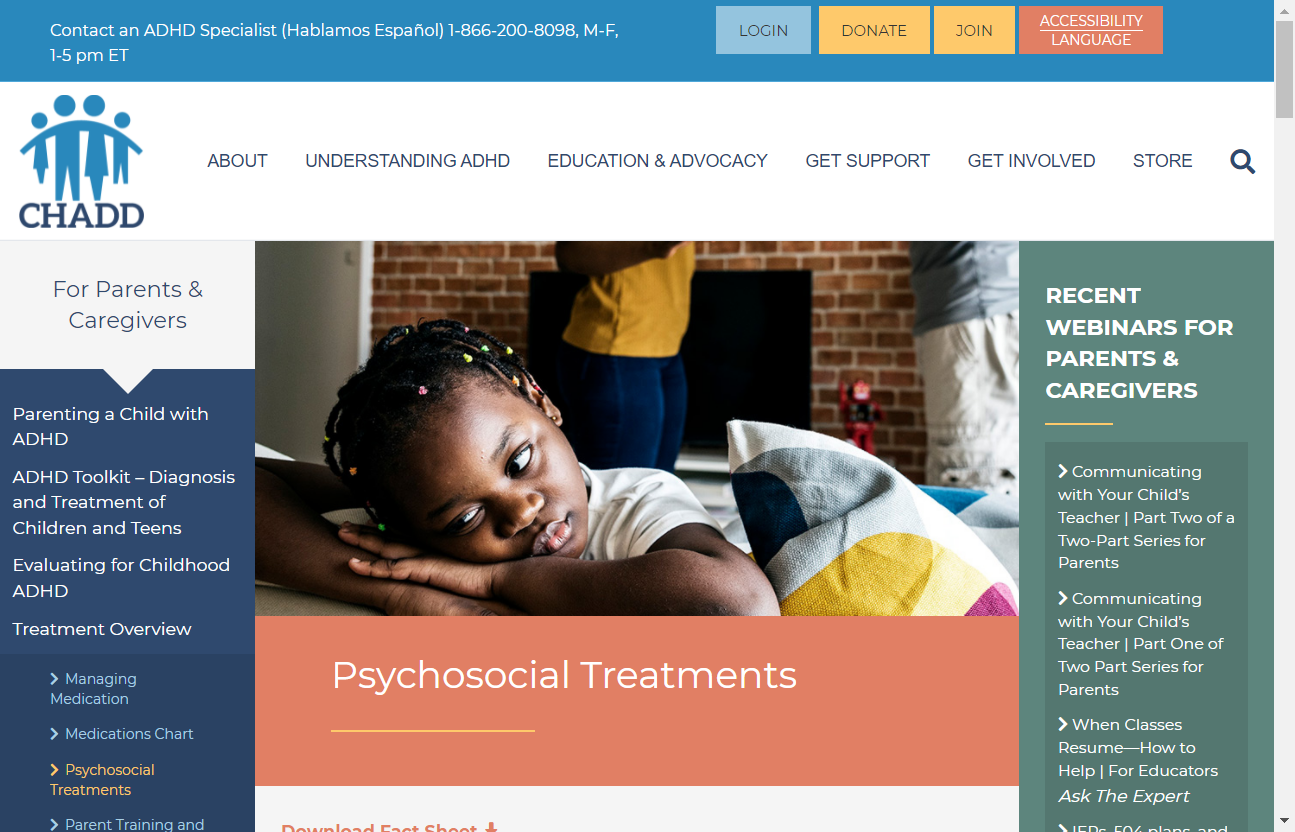 Contact an ADHD Specialist (Hablamos Español) 1-866-200-8098, M-F,
1-5 pm ET
LOGIN
DONATE
JOIN
ACCESSIBILITY
LANGUAGE
CHADD
ABOUT
UNDERSTANDING ADHD
EDUCATION & ADVOCACY
GET SUPPORT
GET INVOLVED
STORE
For Parents &
Caregivers
Parenting a Child with
ADHD
ADHD Toolkit – Diagnosis
and Treatment of
Children and Teens
Evaluating for Childhood
ADHD
Treatment Overview
Managing
Medication
Medications Chart
Psychosocial
Treatments
Parent Training and
Psychosocial Treatments
Download Fact Sheet
RECENT
WEBINARS FOR
PARENTS &
CAREGIVERS
Communicating
with Your Child's
Teacher | Part Two of a
Two-Part Series for
Parents
Communicating
with Your Child's
Teacher | Part One of
Two Part Series for
Parents
When Classes
Resume—How to
Help | For Educators
Ask The Expert
IEPs, 504 plans, and